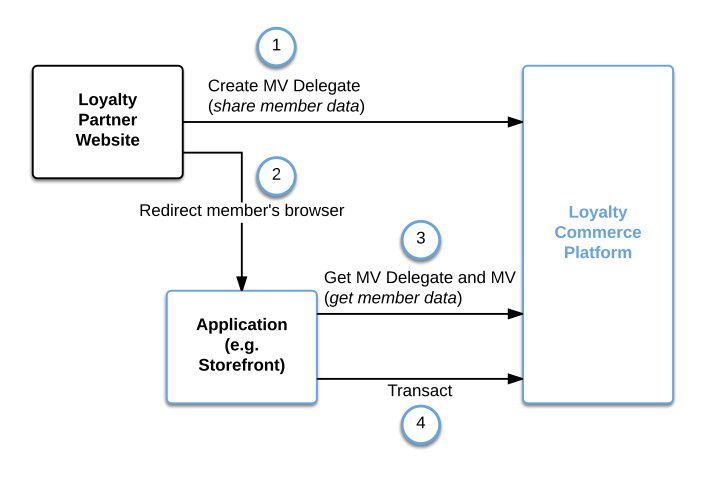 1
Create MV Delegate
(share member data)
Loyalty
Partner
Website
2
Redirect member's browser
Loyalty
Commerce
Platform
3
Get MV Delegate and MV
(get member data)
Application
(e.g.
Storefront)
Transact
4